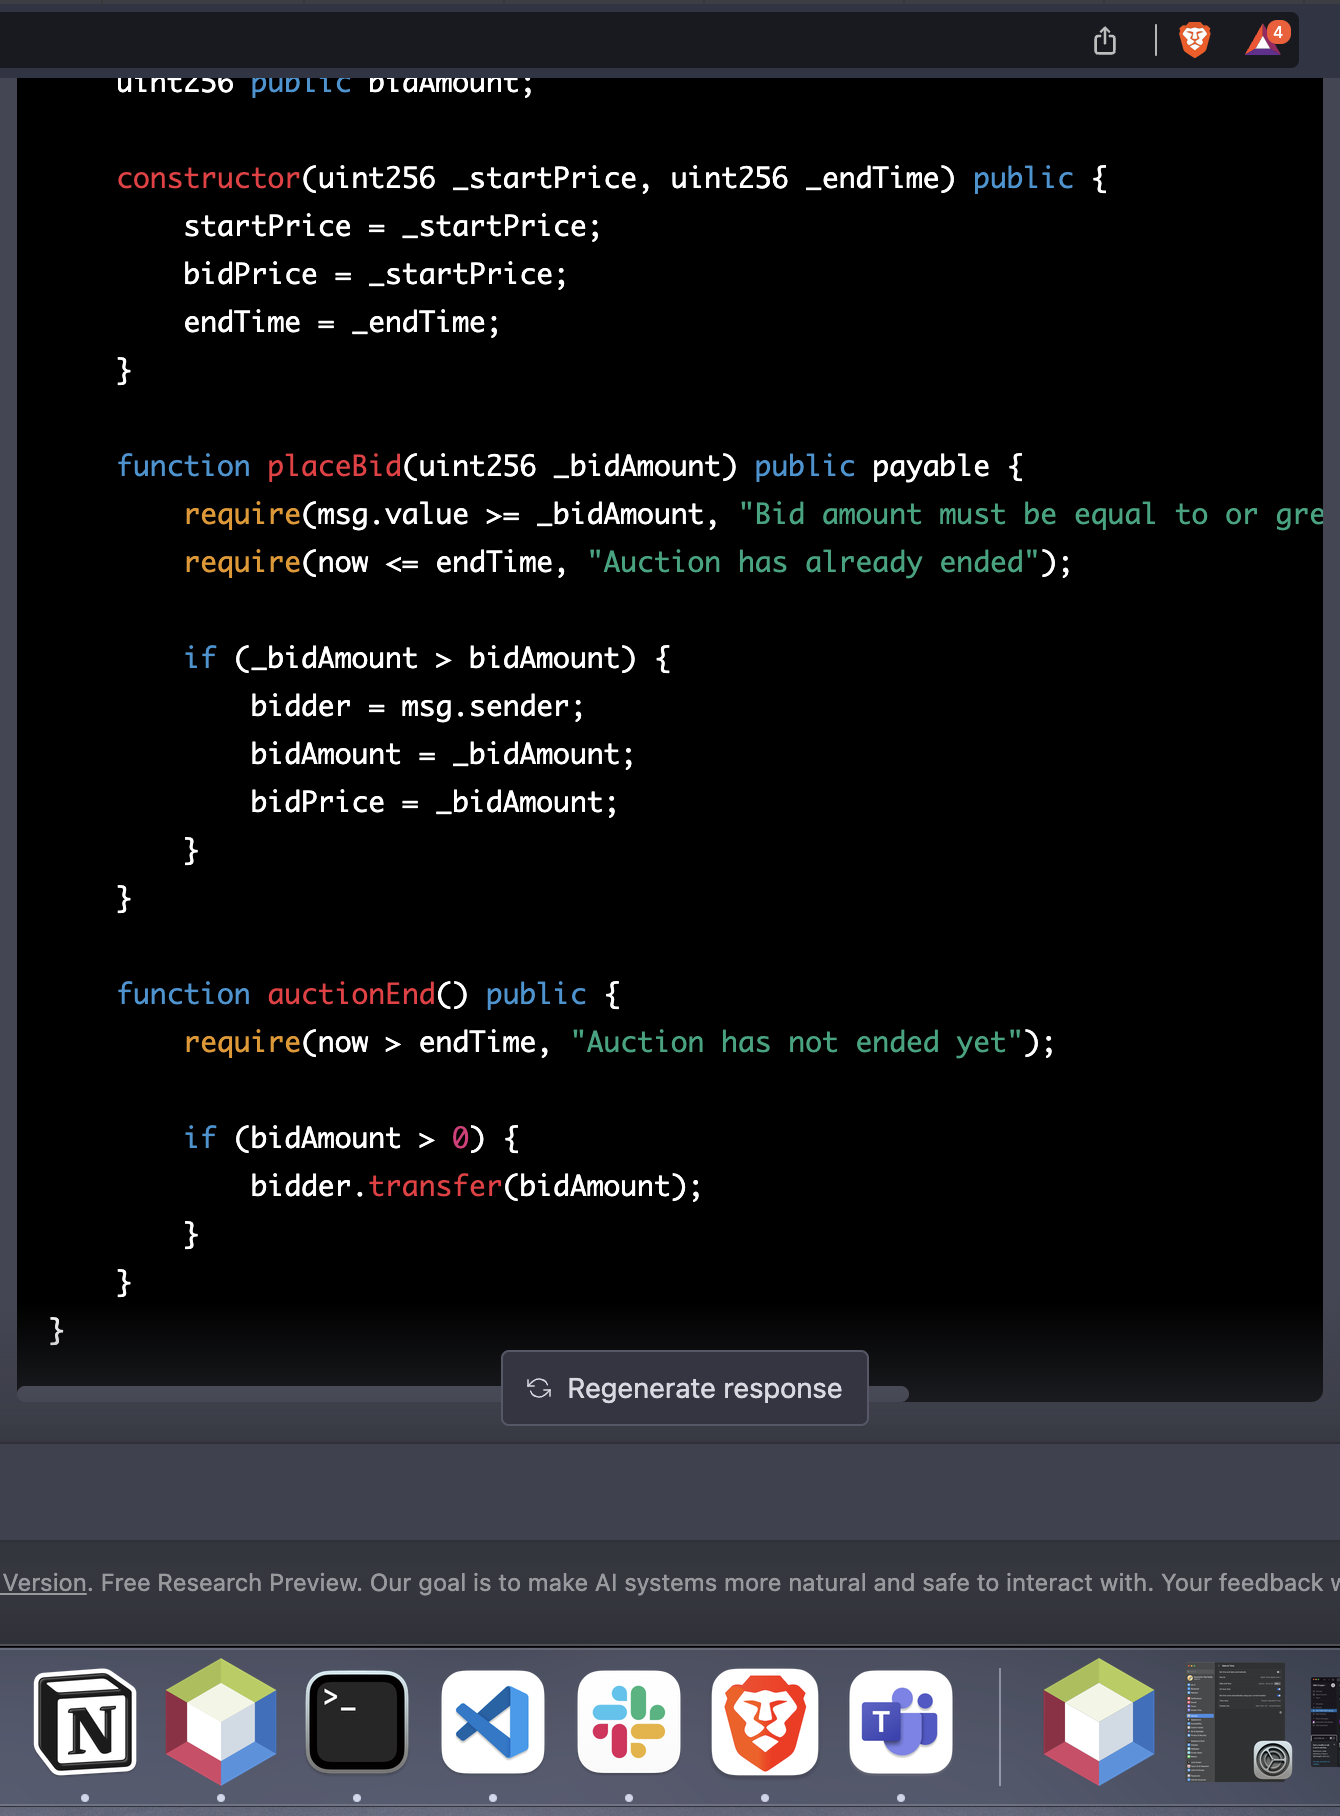 4
uint256 public bidAmount;
constructor(uint256 _startPrice, uint256 _endTime) public {
startPrice = _startPrice;
bidPrice = _startPrice;
endTime = _endTime;
}
function placeBid(uint256 _bidAmount) public payable {
require(msg.value >= _bidAmount, "Bid amount must be equal to or gre
require(now <= endTime, "Auction has already ended");
if (_bidAmount > bidAmount) {
bidder = msg.sender;
bidAmount = _bidAmount;
bidPrice = _bidAmount;
}
}
function auctionEnd() public {
require(now > endTime, "Auction has not ended yet");
if (bidAmount > 0) {
bidder.transfer(bidAmount);
}
}
}
Regenerate response
Version. Free Research Preview. Our goal is to make AI systems more natural and safe to interact with. Your feedback w
N
>_
T